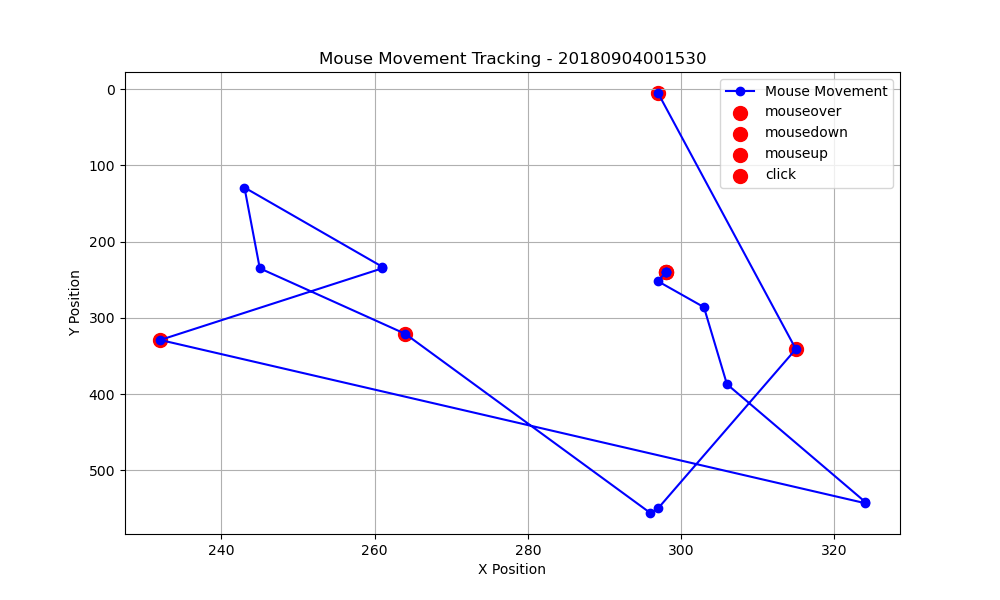 Mouse Movement Tracking - 20180904001530
Mouse Movement
mouseover
mousedown
mouseup
click
0
100
200
300
400
500
Y Position
240
260
280
300
320
X Position